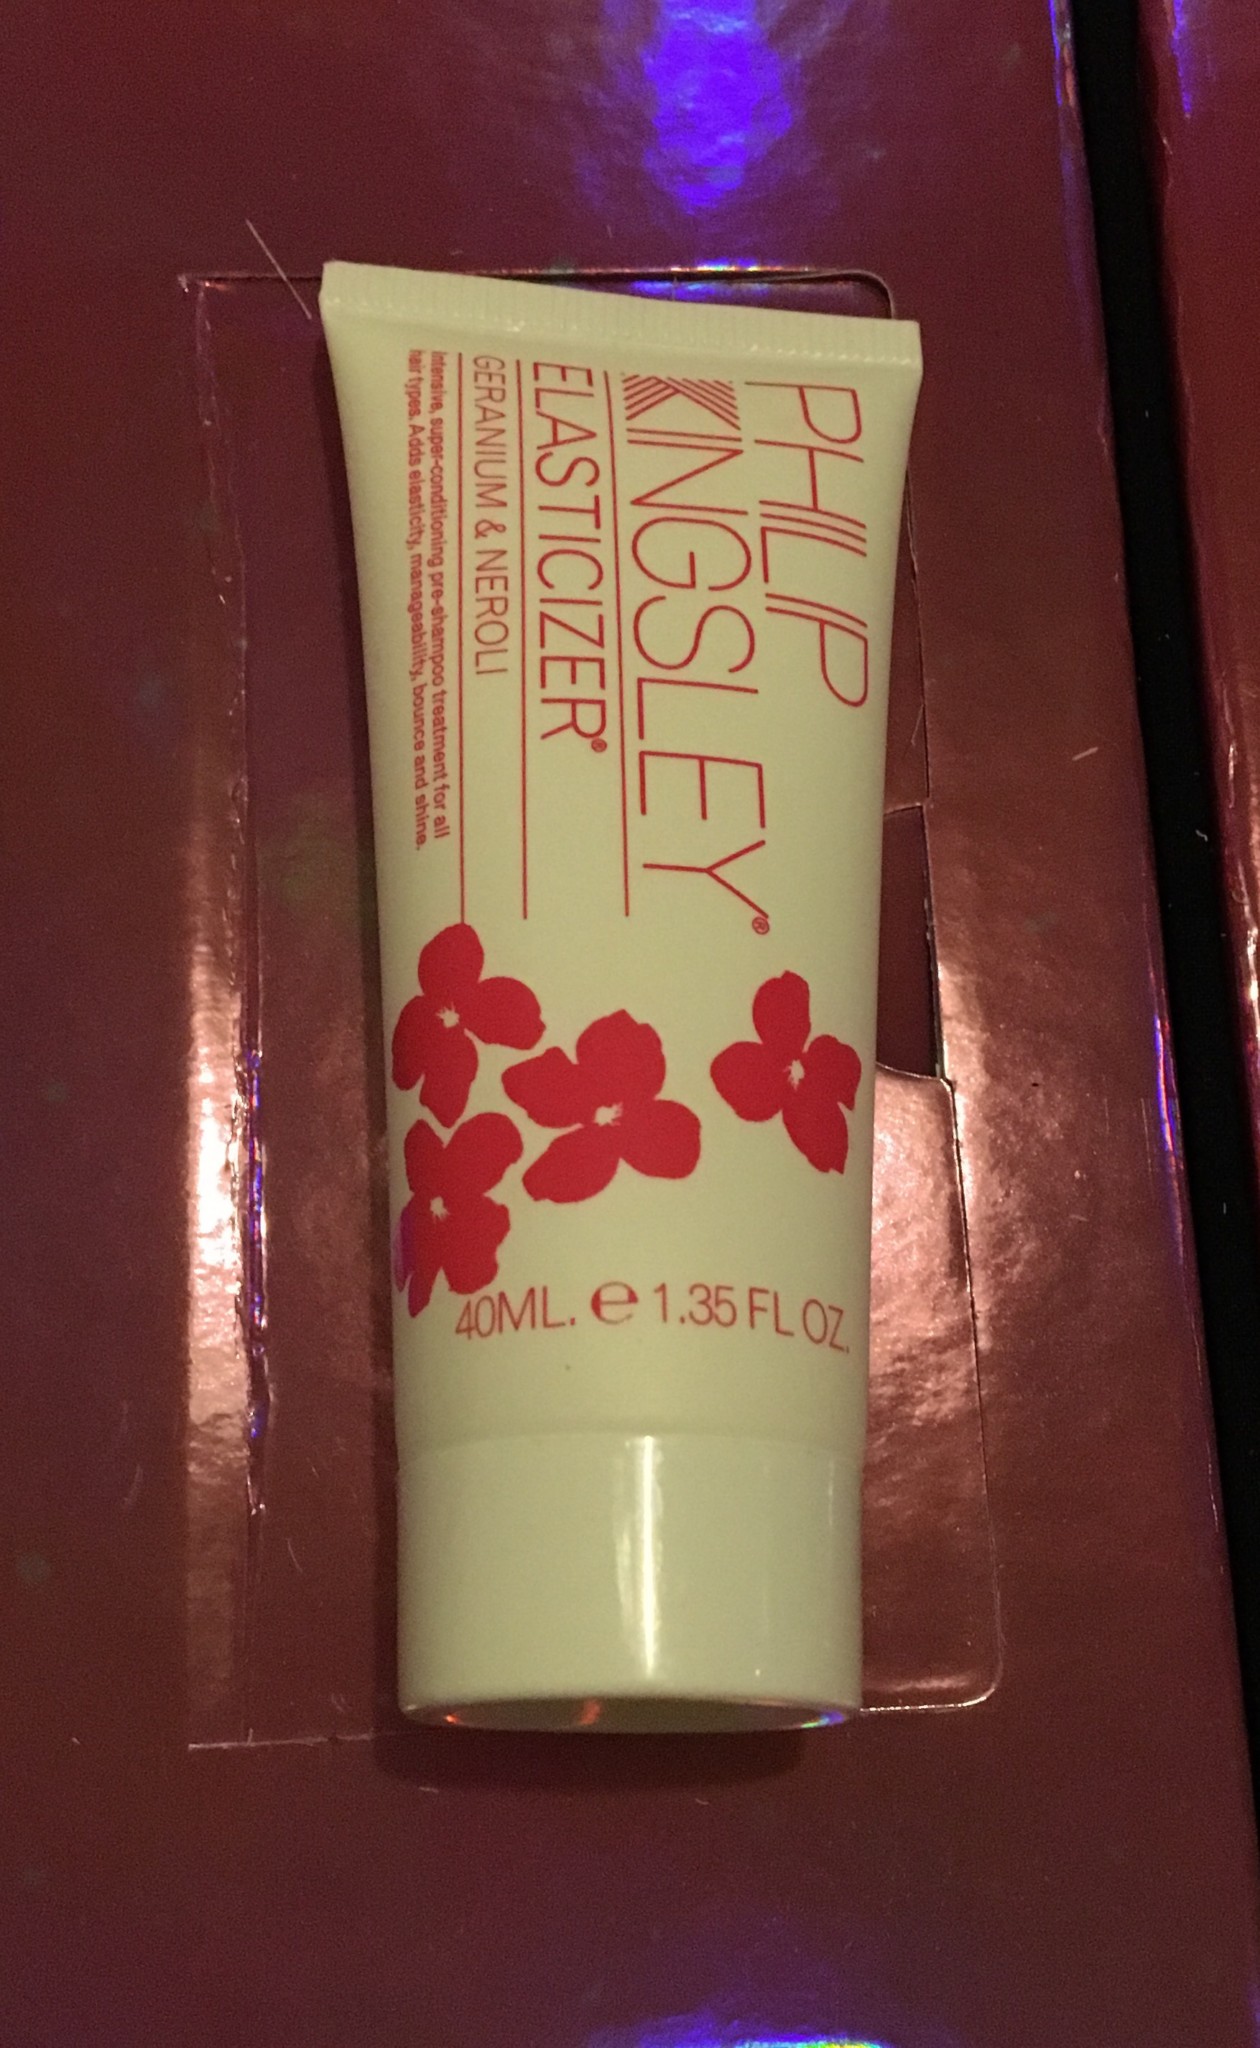 PHILIP
KINGSLEY®
ELASTICIZER®
GERANIUM & NEROLI
Intensive, super-conditioning pre-shampoo treatment for all
hair types. Adds elasticity, manageability, bounce and shine.
40ML. e 1.35 FL OZ.